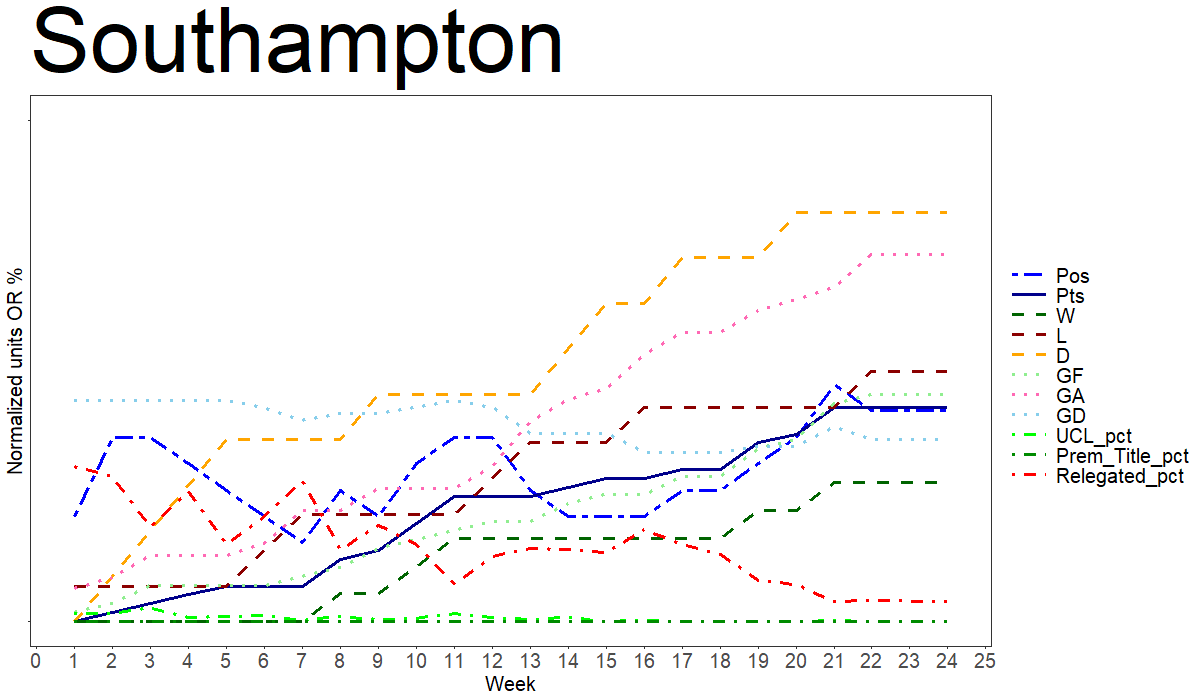 Southampton
Normalized units OR %
0 1 2 3 4 5 6 7 8 9 10 11 12 13 14 15 16 17 18 19 20 21 22 23 24 25
Week
Pos
Pts
W
L
D
GF
GA
GD
UCL_pct
Prem_Title_pct
Relegated_pct